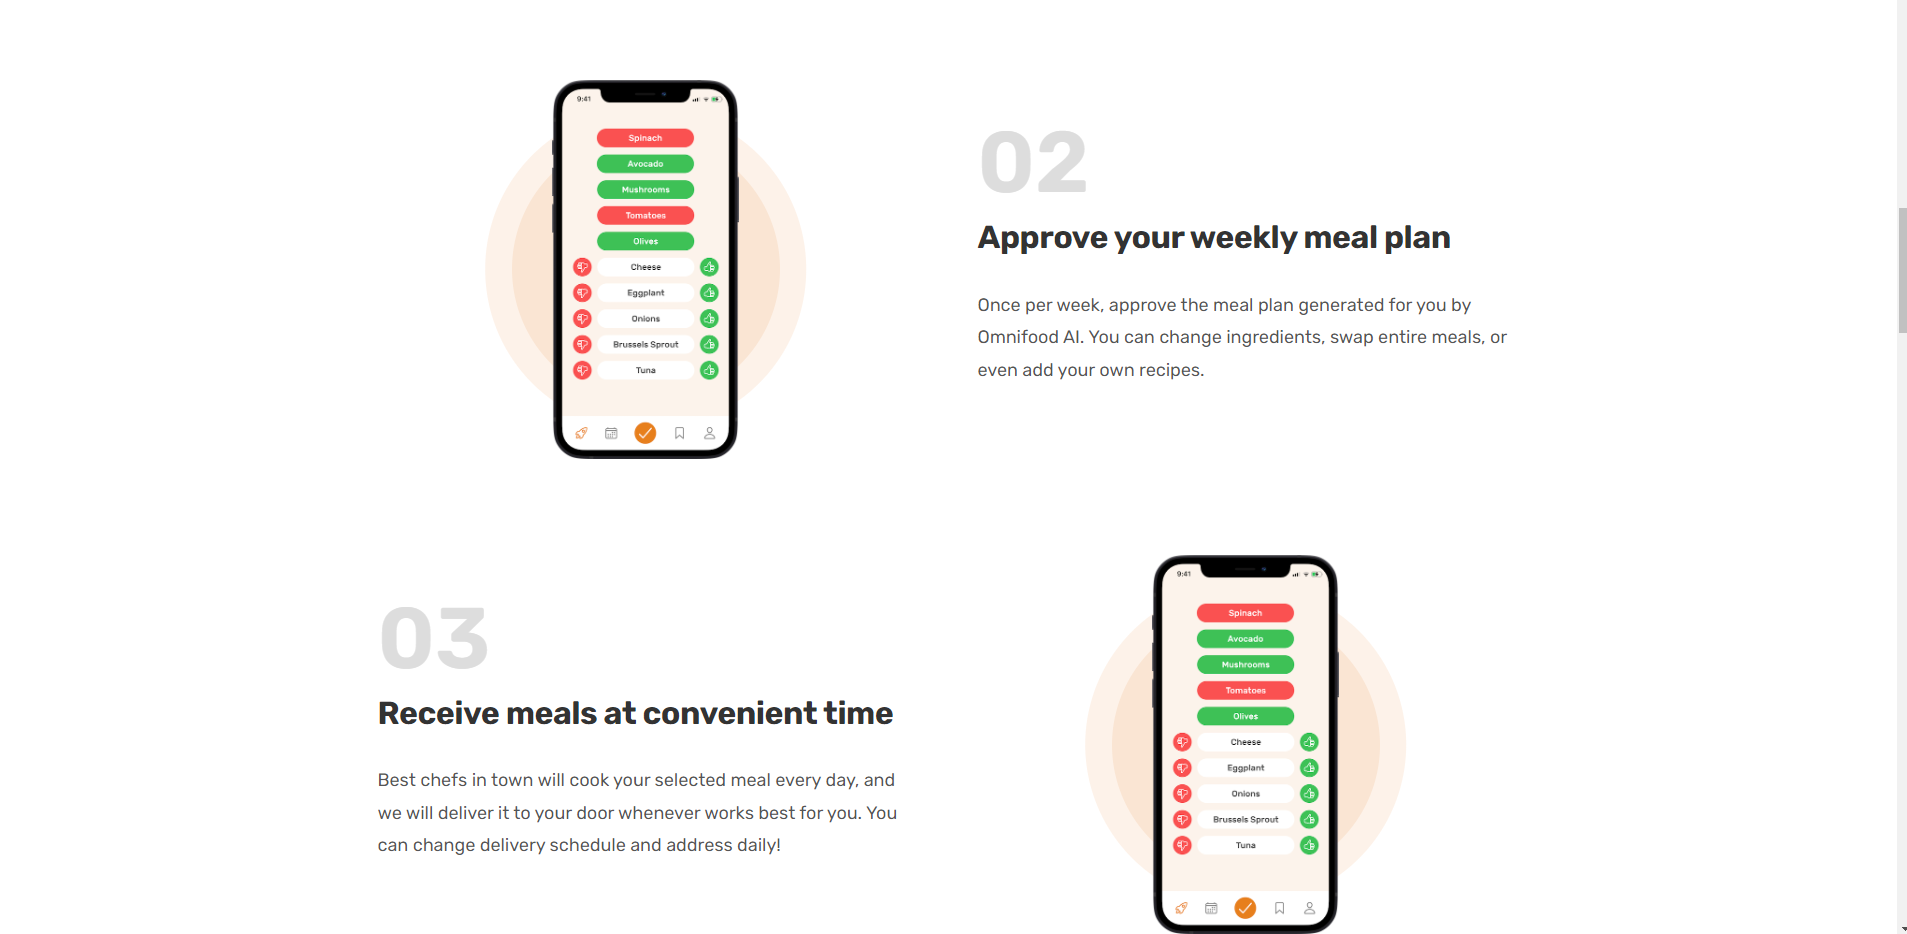 9:41
Spinach
Avocado
Mushrooms
Tomatoes
Olives
Cheese
Eggplant
Onions
Brussels Sprout
Tuna
02
Approve your weekly meal plan
Once per week, approve the meal plan generated for you by
Omnifood AI. You can change ingredients, swap entire meals, or
even add your own recipes.
03
Receive meals at convenient time
Best chefs in town will cook your selected meal every day, and
we will deliver it to your door whenever works best for you. You
can change delivery schedule and address daily!
9:41
Spinach
Avocado
Mushrooms
Tomatoes
Olives
Cheese
Eggplant
Onions
Brussels Sprout
Tuna